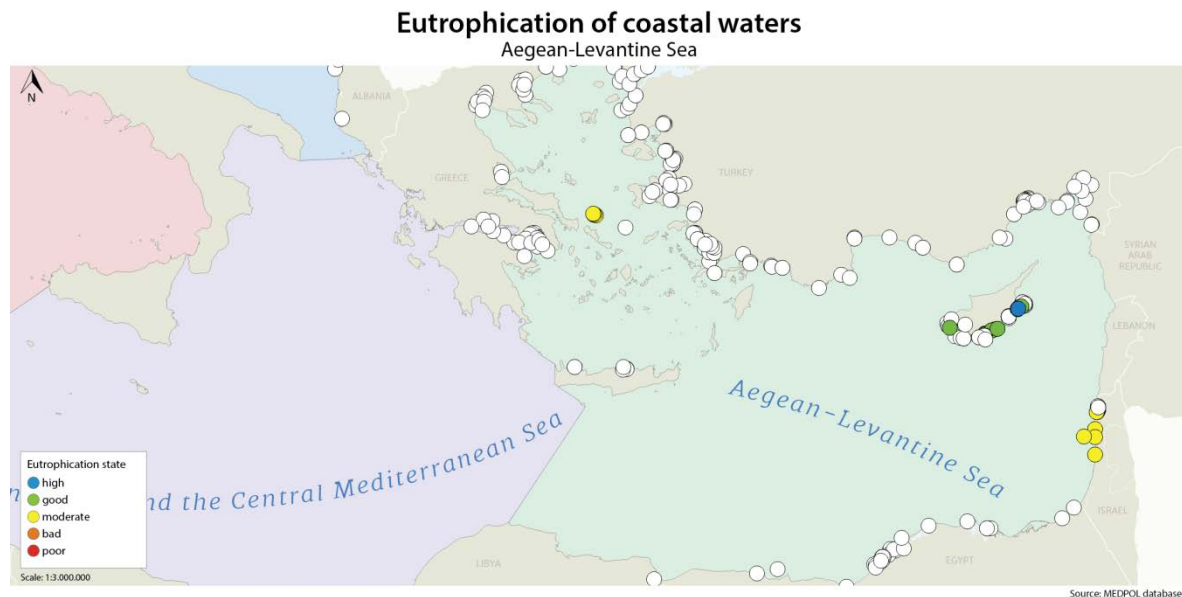 Eutrophication of coastal waters
Aegean-Levantine Sea
N
ALBANIA
GREECE
TURKEY
SYRIAN
ARAB
REPUBLIC
LEBANON
Aegean-Levantine Sea
nd the Central Mediterranean Sea
Eutrophication state
high
good
moderate
bad
poor
ISRAEL
LIBYA
EGYPT
Scale: 1:3.000.000
Source: MEDPOL database